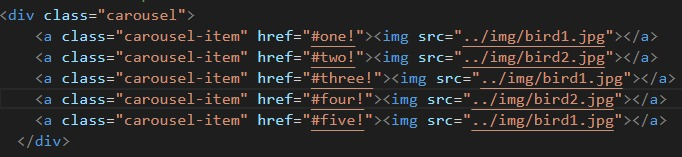 <div class="carousel">
<a class="carousel-item" href="#one!"><img src="../img/bird1.jpg"></a>
<a class="carousel-item" href="#two!"><img src="../img/bird2.jpg"></a>
<a class="carousel-item" href="#three!"><img src="../img/bird1.jpg"></a>
<a class="carousel-item" href="#four!"><img src="../img/bird2.jpg"></a>
<a class="carousel-item" href="#five!"><img src="../img/bird1.jpg"></a>
</div>